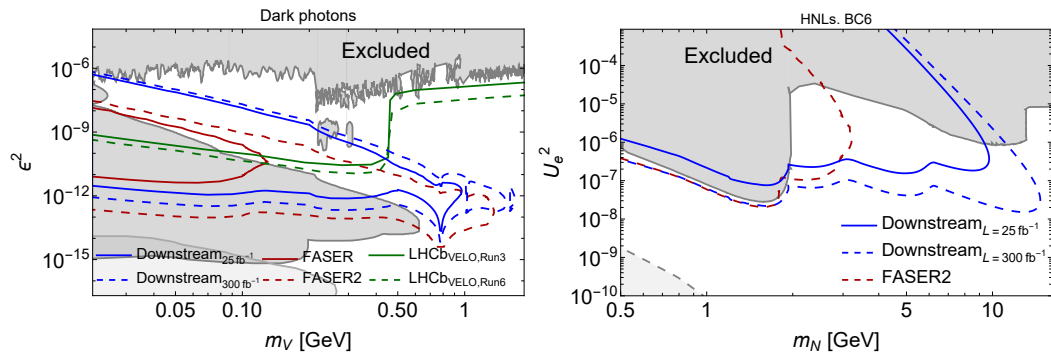 Dark photons
Excluded
10^-6
10^-9
10^-12
10^-15
ϵ^2
Downstream_25 fb^-1
FASER
LHCb_VELO,Run3
Downstream_300 fb^-1
FASER2
LHCb_VELO,Run6
0.05
0.10
0.50
1
m_V [GeV]
HNLs. BC6
Excluded
10^-4
10^-5
10^-6
10^-7
10^-8
10^-9
10^-10
U_e^2
Downstream_L = 25 fb^-1
Downstream_L = 300 fb^-1
FASER2
0.5
1
2
5
10
m_N [GeV]